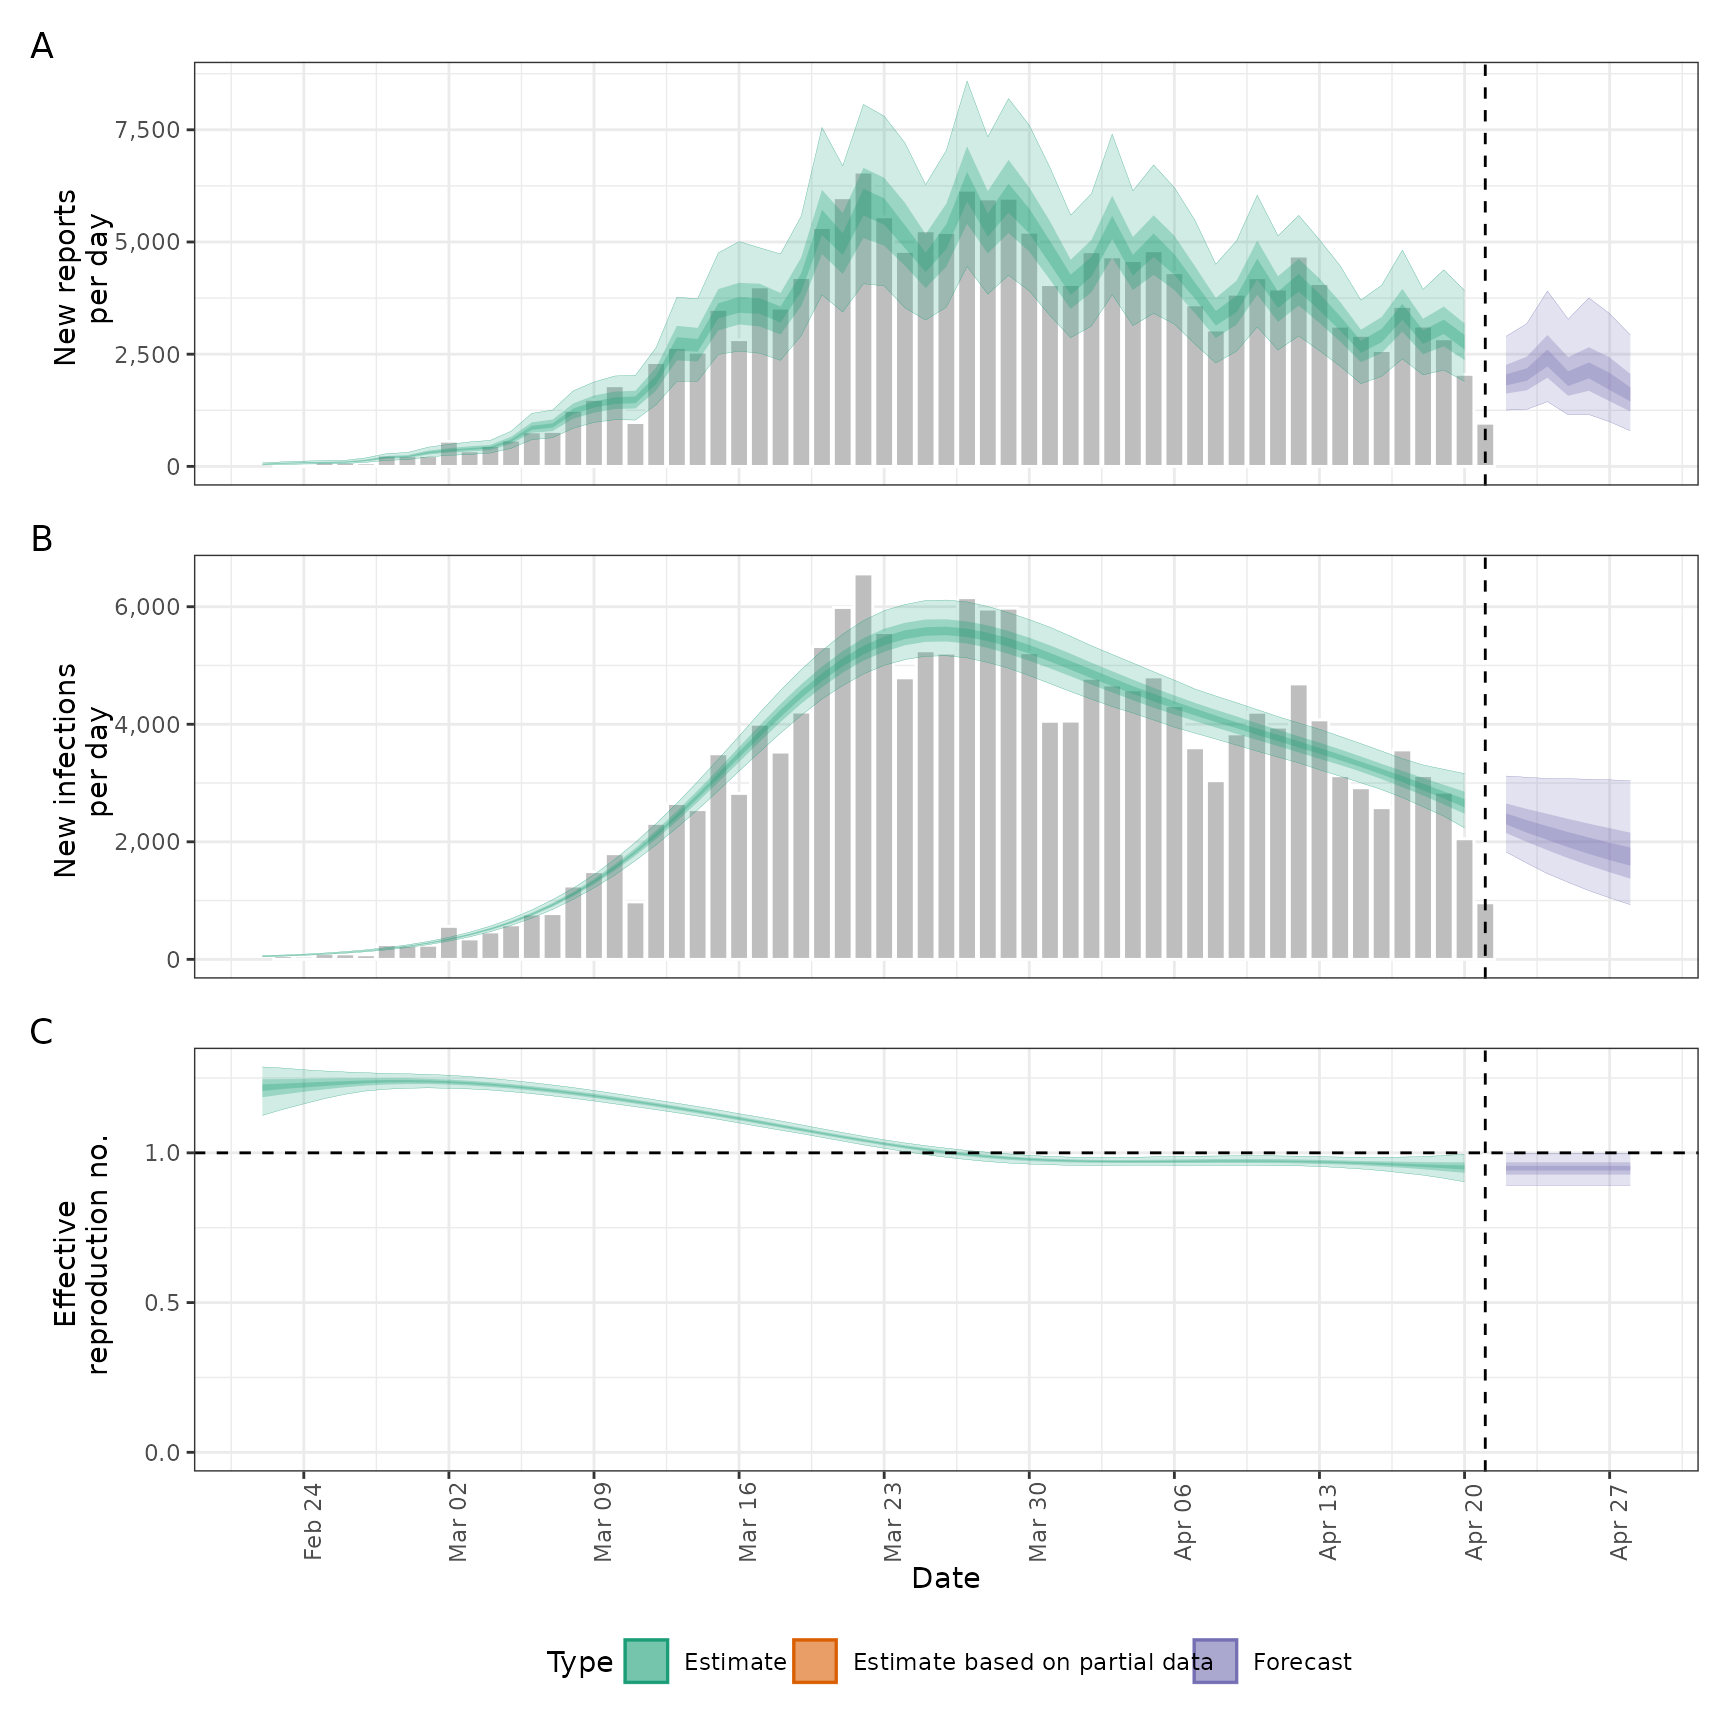 A
New reports
per day
7,500
5,000
2,500
0
B
New infections
per day
6,000
4,000
2,000
0
C
Effective
reproduction no.
1.0
0.5
0.0
Feb 24
Mar 02
Mar 09
Mar 16
Mar 23
Mar 30
Apr 06
Apr 13
Apr 20
Apr 27
Date
Type Estimate Estimate based on partial data Forecast